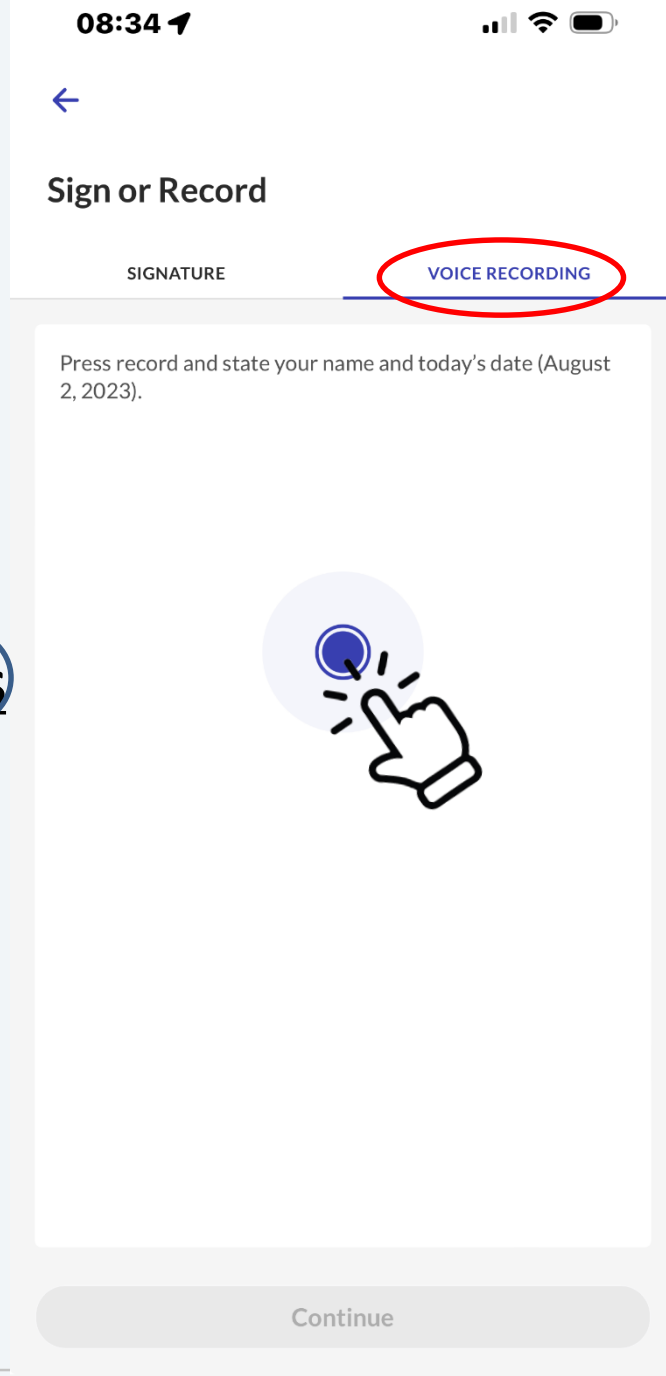 08:34
Sign or Record
SIGNATURE
VOICE RECORDING
Press record and state your name and today’s date (August
2, 2023).
Continue